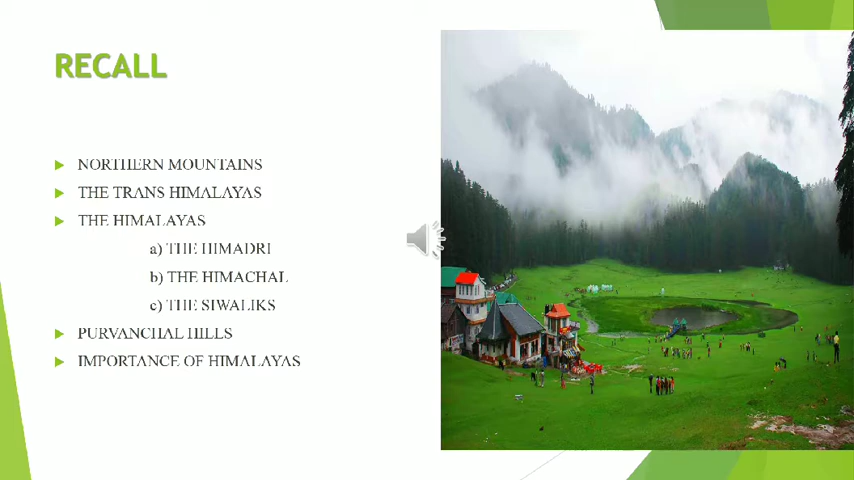 RECALL
NORTHERN MOUNTAINS
THE TRANS HIMALAYAS
THE HIMALAYAS
a) THE HIMADRI
b) THE HIMACHAL
c) THE SIWALIKS
PURVANCHAL HILLS
IMPORTANCE OF HIMALAYAS